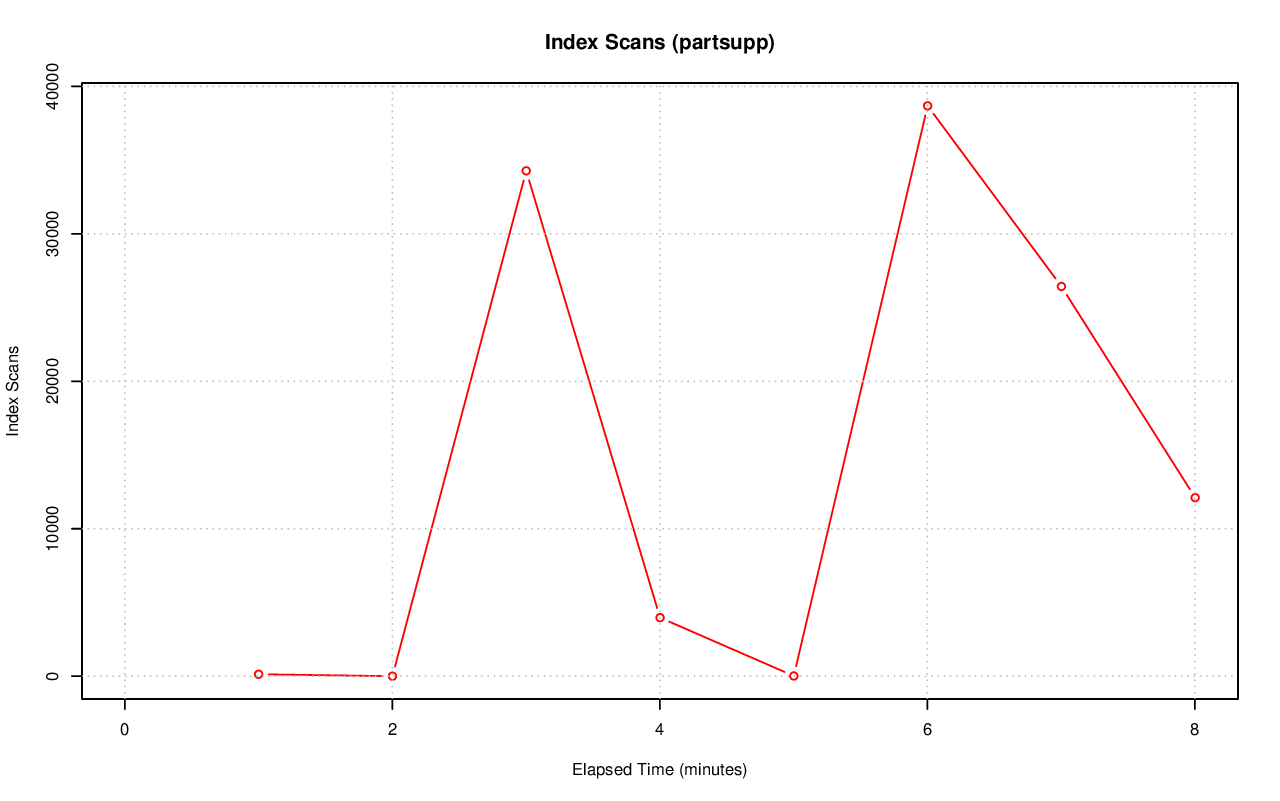 Index Scans (partsupp)
40000
30000
20000
10000
0
Index Scans
0 2 4 6 8
Elapsed Time (minutes)